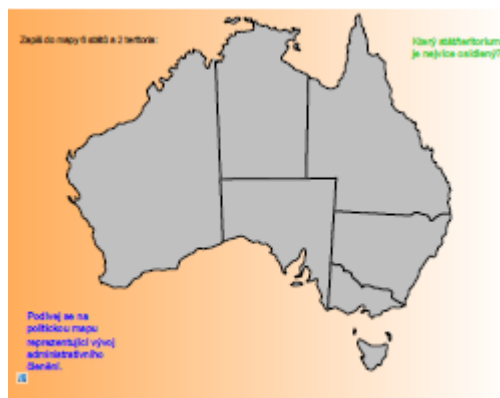 Zapiš do mapy 6 států a 2 teritoria:
Který stát/teritorium
je nejvíce osídlený?
Podívej se na
politickou mapu
reprezentující vývoj
administrativního
členění.